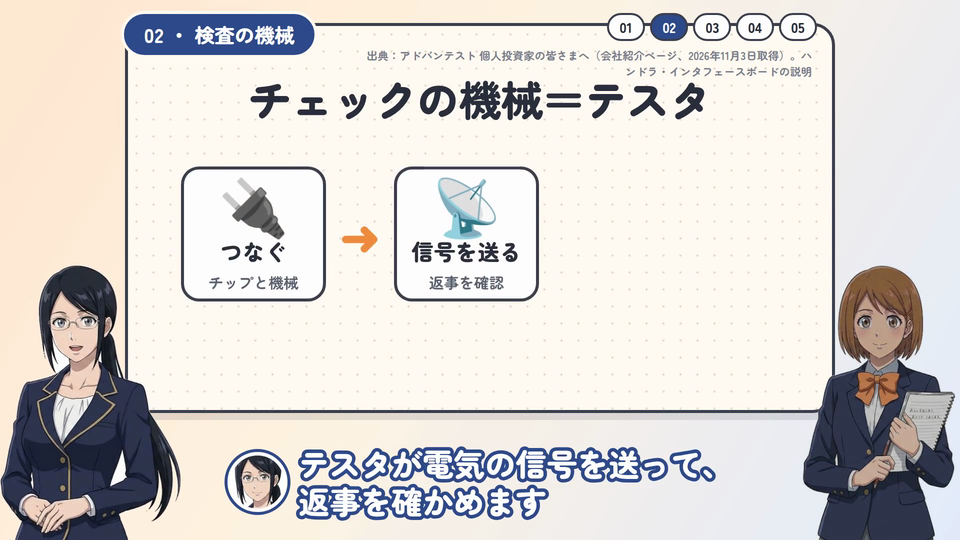 02 ・ 検査の機械
01 02 03 04 05
出典：アドバンテスト 個人投資家の皆さまへ（会社紹介ページ、2026年11月3日取得）。ハ
ンドラ・インタフェースボードの説明
チェックの機械＝テスタ
つなぐ
チップと機械
信号を送る
返事を確認
テスタが電気の信号を送って、
返事を確かめます